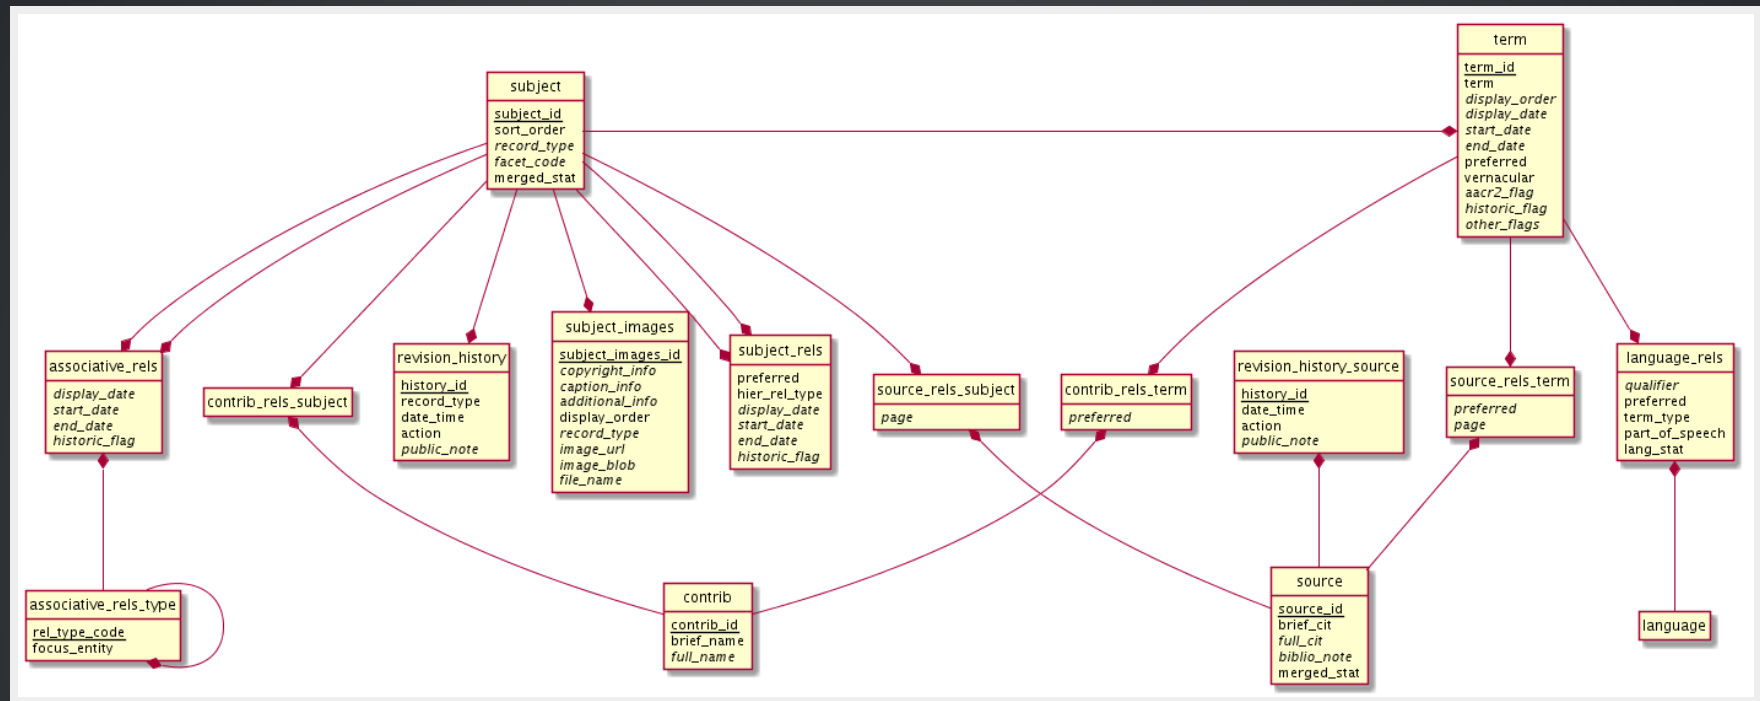 term
term_id
term
display_order
display_date
start_date
end_date
preferred
vernacular
aacr2_flag
historic_flag
other_flags
subject
subject_id
sort_order
record_type
facet_code
merged_stat
associative_rels
display_date
start_date
end_date
historic_flag
contrib_rels_subject
revision_history
history_id
record_type
date_time
action
public_note
subject_images
subject_images_id
copyright_info
caption_info
additional_info
display_order
record_type
image_url
image_blob
file_name
subject_rels
preferred
hier_rel_type
display_date
start_date
end_date
historic_flag
source_rels_subject
page
contrib_rels_term
preferred
revision_history_source
history_id
date_time
action
public_note
source_rels_term
preferred
page
language_rels
qualifier
preferred
term_type
part_of_speech
lang_stat
associative_rels_type
rel_type_code
focus_entity
contrib
contrib_id
brief_name
full_name
source
source_id
brief_cit
full_cit
biblio_note
merged_stat
language